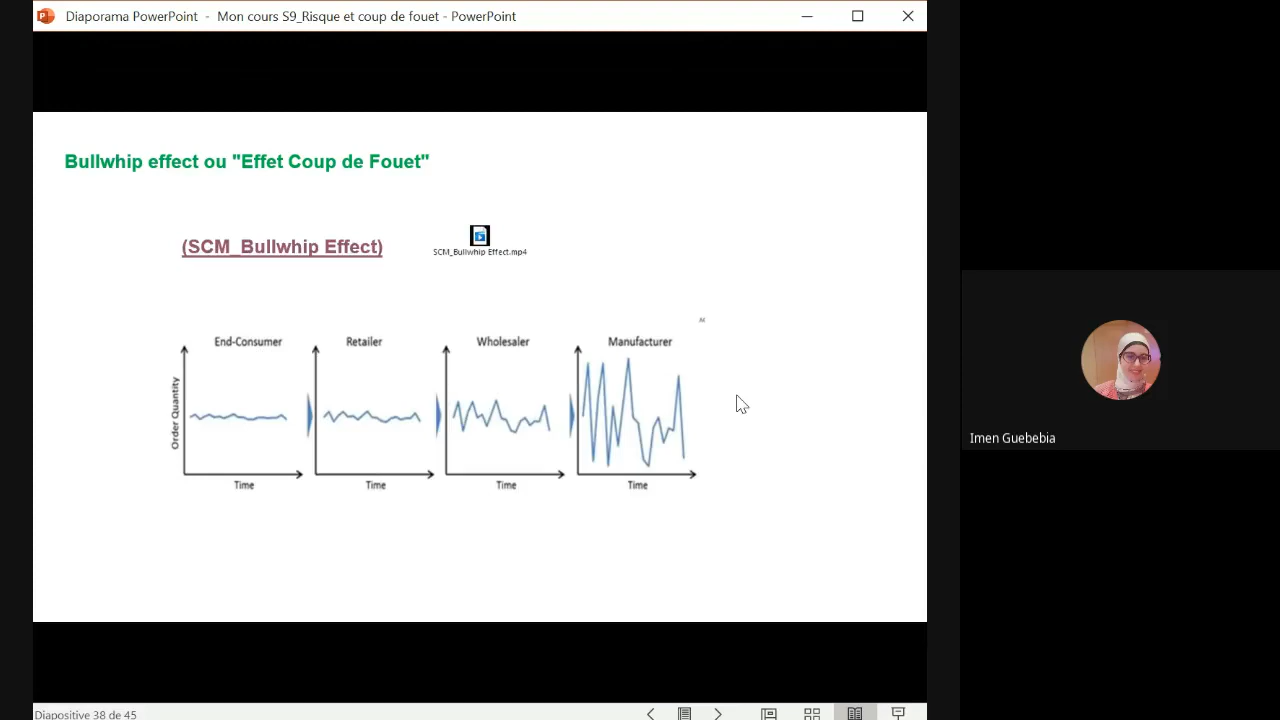 Diaporama PowerPoint - Mon cours S9_Risque et coup de fouet - PowerPoint
Bullwhip effect ou "Effet Coup de Fouet"
(SCM_Bullwhip Effect)
SCM_Bullwhip Effect.mp4
End-Consumer
Retailer
Wholesaler
Manufacturer
Order Quantity
Time
Time
Time
Time
Imen Guebebia
Diapositive 38 de 45